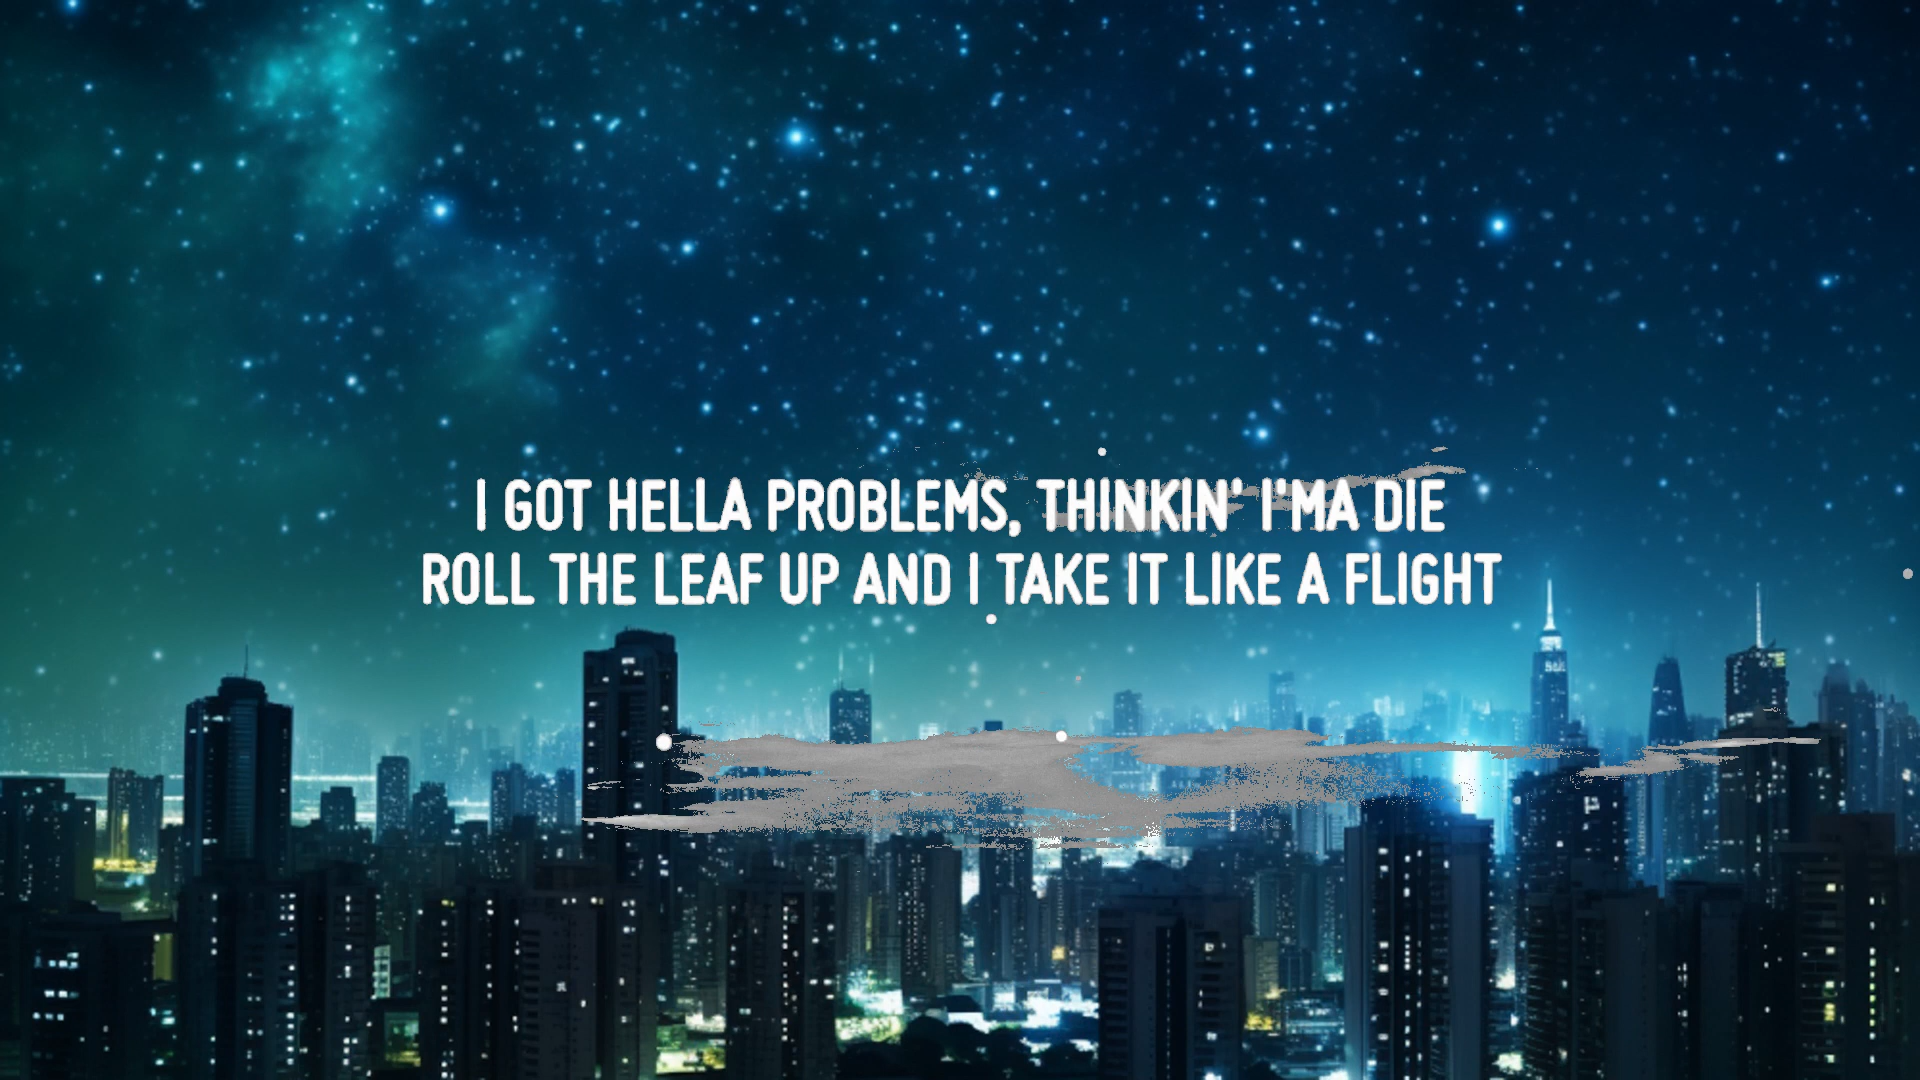 I GOT HELLA PROBLEMS, THINKIN' I'MA DIE
ROLL THE LEAF UP AND I TAKE IT LIKE A FLIGHT